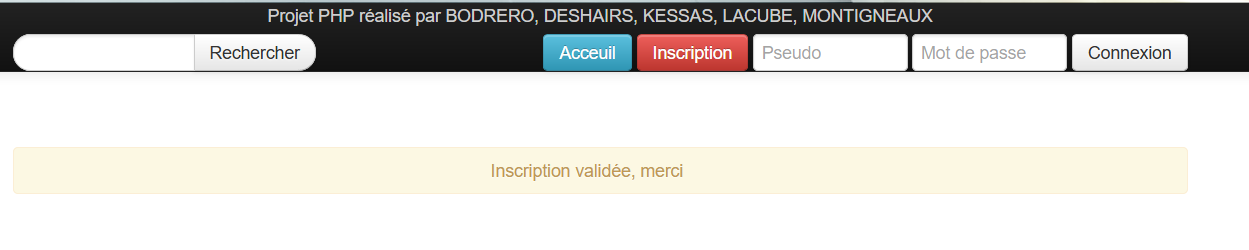 Projet PHP réalisé par BODRERO, DESHAIRS, KESSAS, LACUBE, MONTIGNEAUX
Rechercher Acceuil Inscription Pseudo Mot de passe Connexion
Inscription validée, merci